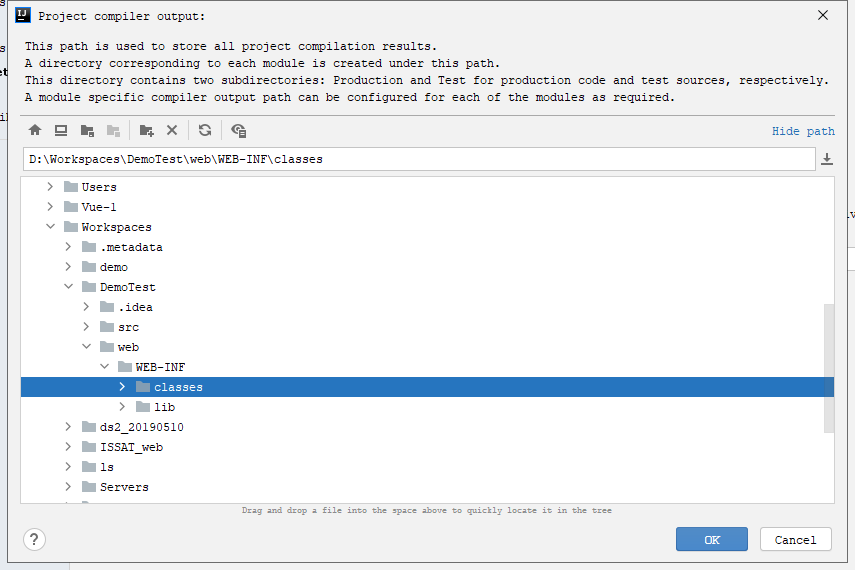 Project compiler output:
This path is used to store all project compilation results.
A directory corresponding to each module is created under this path.
This directory contains two subdirectories: Production and Test for production code and test sources, respectively.
A module specific compiler output path can be configured for each of the modules as required.
Hide path
D:\Workspaces\DemoTest\web\WEB-INF\classes
Users
Vue-1
Workspaces
.metadata
demo
DemoTest
.idea
src
web
WEB-INF
classes
lib
ds2_20190510
ISSAT_web
ls
Servers
Drag and drop a file into the space above to quickly locate it in the tree
?
OK
Cancel